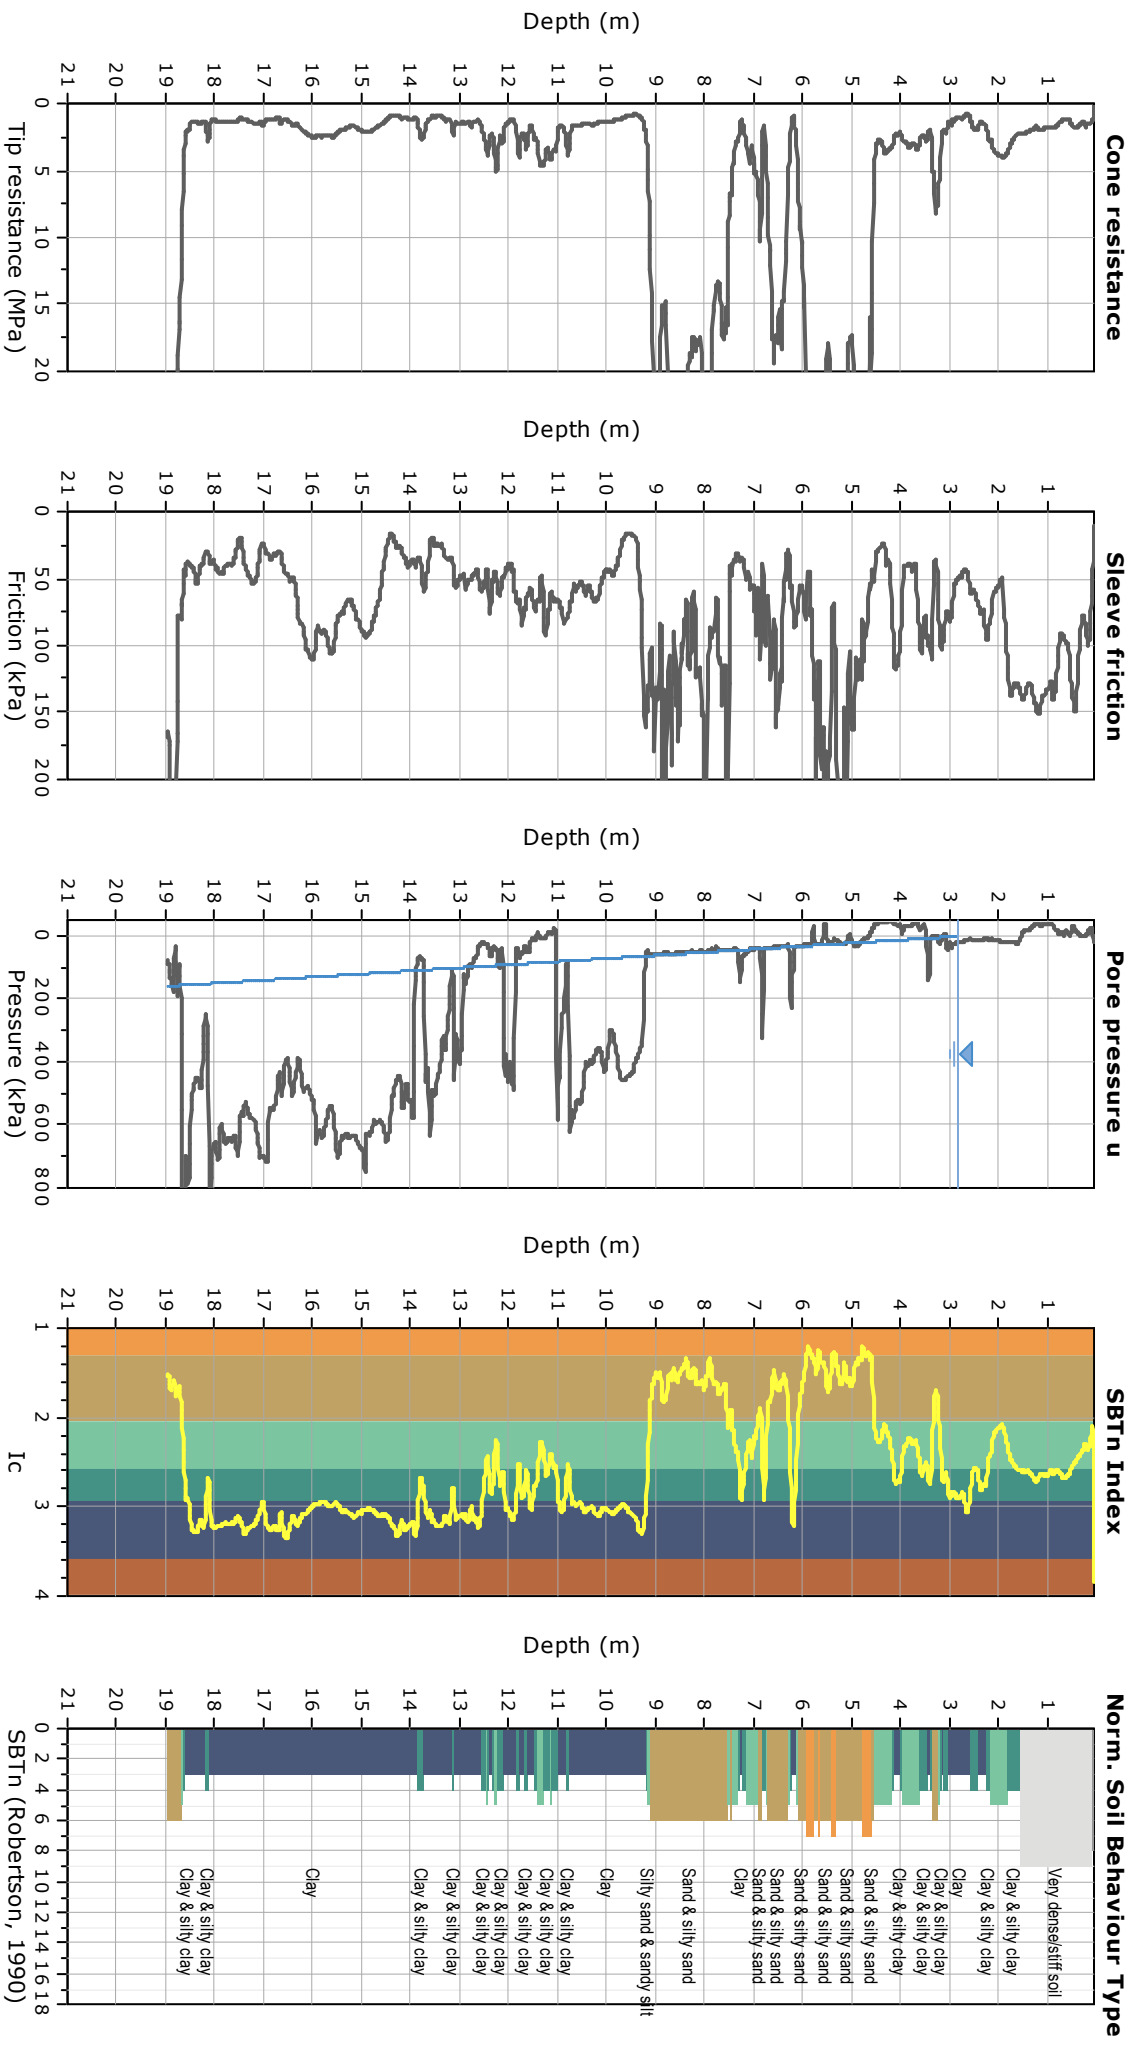 Cone resistance
Depth (m)
1
2
3
4
5
6
7
8
9
10
11
12
13
14
15
16
17
18
19
20
21
0 5 10 15 20
Tip resistance (MPa)
Sleeve friction
Depth (m)
1
2
3
4
5
6
7
8
9
10
11
12
13
14
15
16
17
18
19
20
21
0 50 100 150 200
Friction (kPa)
Pore pressure u
Depth (m)
1
2
3
4
5
6
7
8
9
10
11
12
13
14
15
16
17
18
19
20
21
0 200 400 600 800
Pressure (kPa)
SBTn Index
Depth (m)
1
2
3
4
5
6
7
8
9
10
11
12
13
14
15
16
17
18
19
20
21
1 2 3 4
Ic
Norm. Soil Behaviour Type
Depth (m)
1
2
3
4
5
6
7
8
9
10
11
12
13
14
15
16
17
18
19
20
21
Very dense/stiff soil
Clay & silty clay
Clay & silty clay
Clay
Clay & silty clay
Clay & silty clay
Clay & silty clay
Sand & silty sand
Sand & silty sand
Sand & silty sand
Sand & silty sand
Sand & silty sand
Sand & silty sand
Clay
Sand & silty sand
Silty sand & sandy silt
Clay
Clay & silty clay
Clay & silty clay
Clay & silty clay
Clay & silty clay
Clay & silty clay
Clay & silty clay
Clay & silty clay
Clay
Clay & silty clay
Clay & silty clay
0 2 4 6 8 10 12 14 16 18
SBTn (Robertson, 1990)